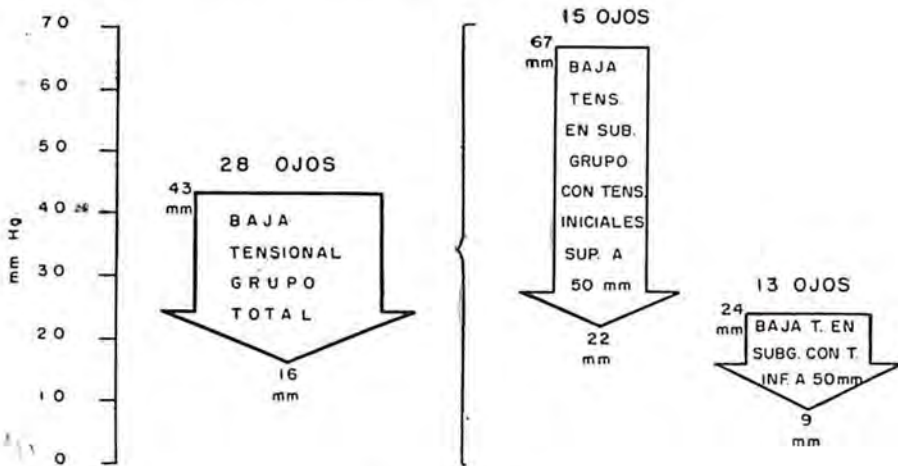 mm Hg.
70
60
50
40
30
20
10
0
28 OJOS
43
mm
BAJA
TENSIONAL
GRUPO
TOTAL
16
mm
15 OJOS
67
mm
BAJA
TENS.
EN SUB.
GRUPO
CON TENS.
INICIALES
SUP. A
50 mm
22
mm
13 OJOS
24
mm
BAJA T. EN
SUBG. CON T.
INF. A 50mm
9
mm